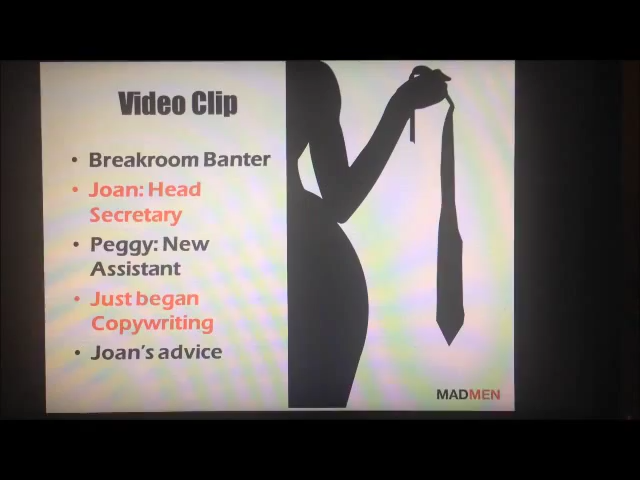 Video Clip
• Breakroom Banter
• Joan: Head
Secretary
• Peggy: New
Assistant
• Just began
Copywriting
• Joan's advice
MADMEN